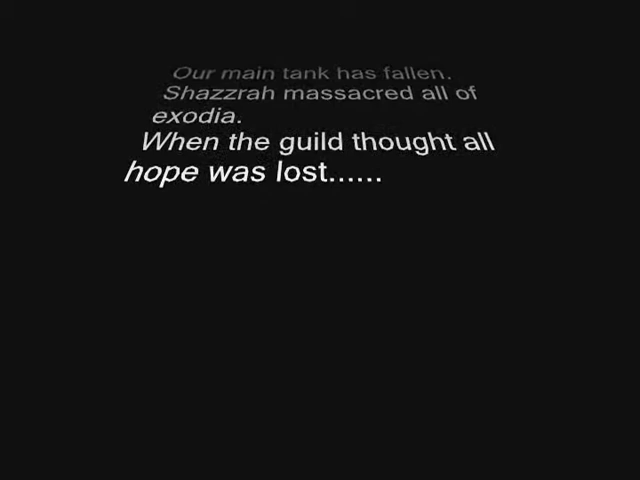 Our main tank has fallen.
Shazzrah massacred all of
exodia.
When the guild thought all
hope was lost......